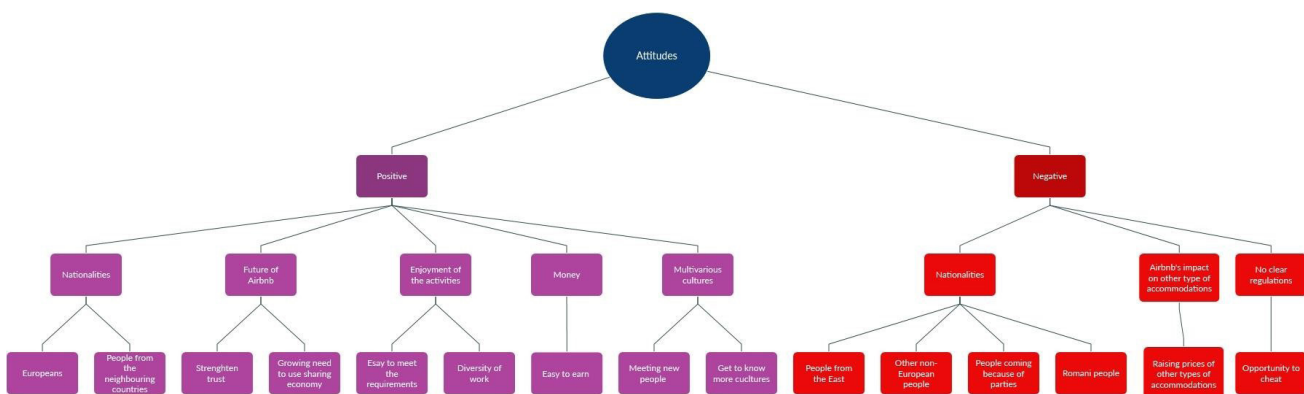 Attitudes
Positive
Negative
Nationalities
Future of
Airbnb
Enjoyment of
the activities
Money
Multivarious
cultures
Nationalities
Airbnb's impact
on other type of
accommodations
No clear
regulations
Europeans
People from
the
neighbouring
countries
Strenghten
trust
Growing need
to use sharing
economy
Esay to meet
the
requirements
Diversity of
work
Easy to earn
Meeting new
people
Get to know
more cucltures
People from
the East
Other non-
European
people
People coming
because of
parties
Romani people
Raising prices of
other types of
accommodations
Opportunity to
cheat